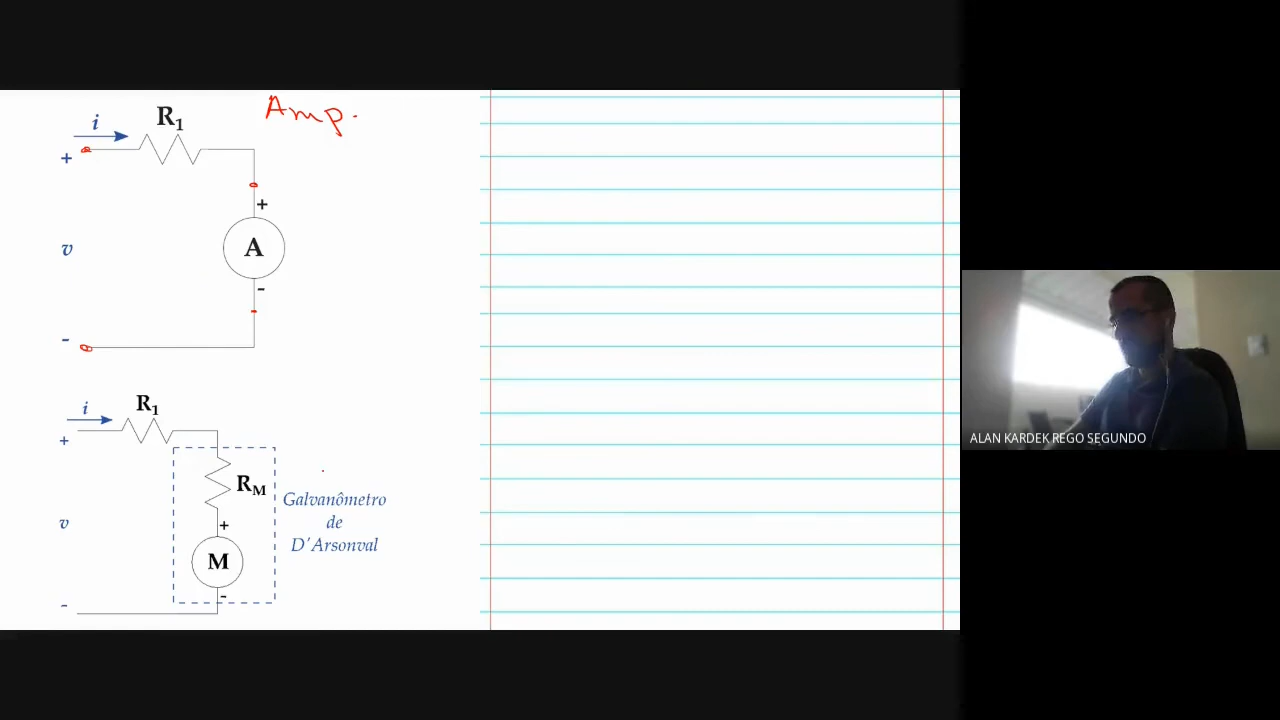 Amp.
R1
i
+
+
v
A
-
-
R1
i
+
RM
Galvanômetro
de
D'Arsonval
+
v
M
-
-
ALAN KARDEK REGO SEGUNDO